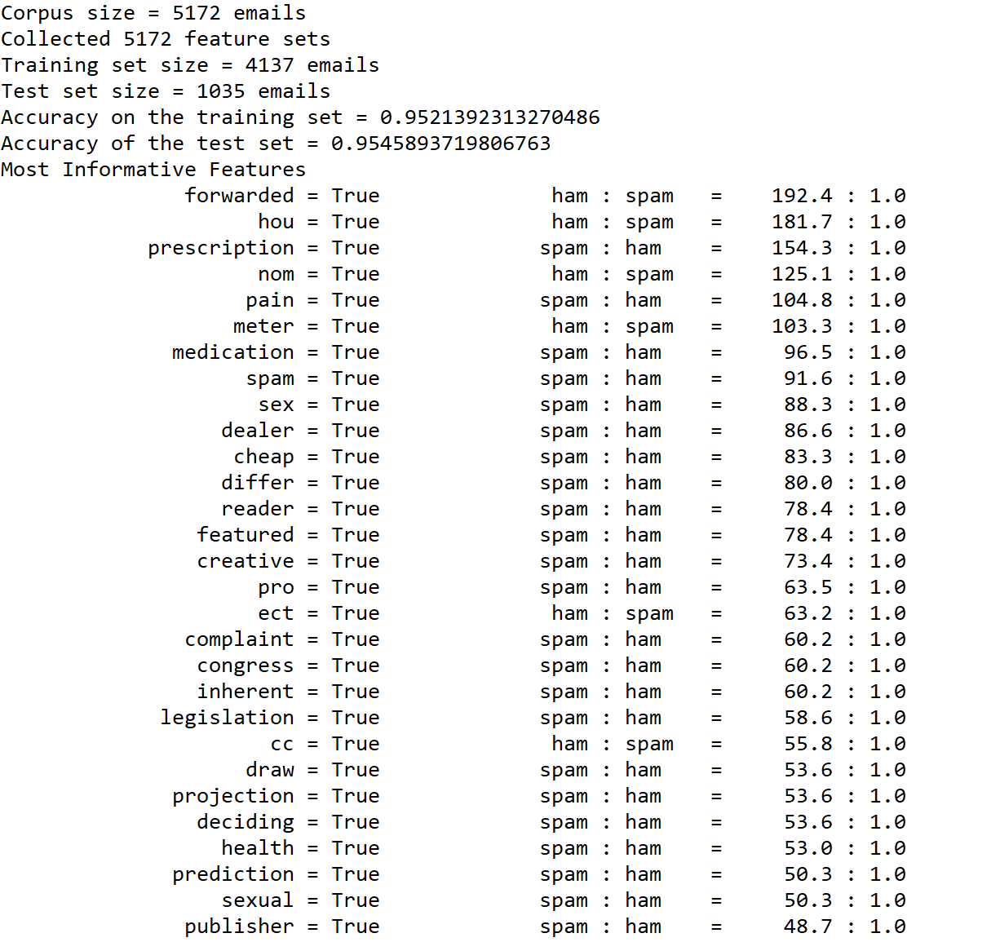 Corpus size = 5172 emails
Collected 5172 feature sets
Training set size = 4137 emails
Test set size = 1035 emails
Accuracy on the training set = 0.9521392313270486
Accuracy of the test set = 0.9545893719806763
Most Informative Features
forwarded = True ham : spam = 192.4 : 1.0
hou = True ham : spam = 181.7 : 1.0
prescription = True spam : ham = 154.3 : 1.0
nom = True ham : spam = 125.1 : 1.0
pain = True spam : ham = 104.8 : 1.0
meter = True ham : spam = 103.3 : 1.0
medication = True spam : ham = 96.5 : 1.0
spam = True spam : ham = 91.6 : 1.0
sex = True spam : ham = 88.3 : 1.0
dealer = True spam : ham = 86.6 : 1.0
cheap = True spam : ham = 83.3 : 1.0
differ = True spam : ham = 80.0 : 1.0
reader = True spam : ham = 78.4 : 1.0
featured = True spam : ham = 78.4 : 1.0
creative = True spam : ham = 73.4 : 1.0
pro = True spam : ham = 63.5 : 1.0
ect = True ham : spam = 63.2 : 1.0
complaint = True spam : ham = 60.2 : 1.0
congress = True spam : ham = 60.2 : 1.0
inherent = True spam : ham = 60.2 : 1.0
legislation = True spam : ham = 58.6 : 1.0
cc = True ham : spam = 55.8 : 1.0
draw = True spam : ham = 53.6 : 1.0
projection = True spam : ham = 53.6 : 1.0
deciding = True spam : ham = 53.6 : 1.0
health = True spam : ham = 53.0 : 1.0
prediction = True spam : ham = 50.3 : 1.0
sexual = True spam : ham = 50.3 : 1.0
publisher = True spam : ham = 48.7 : 1.0